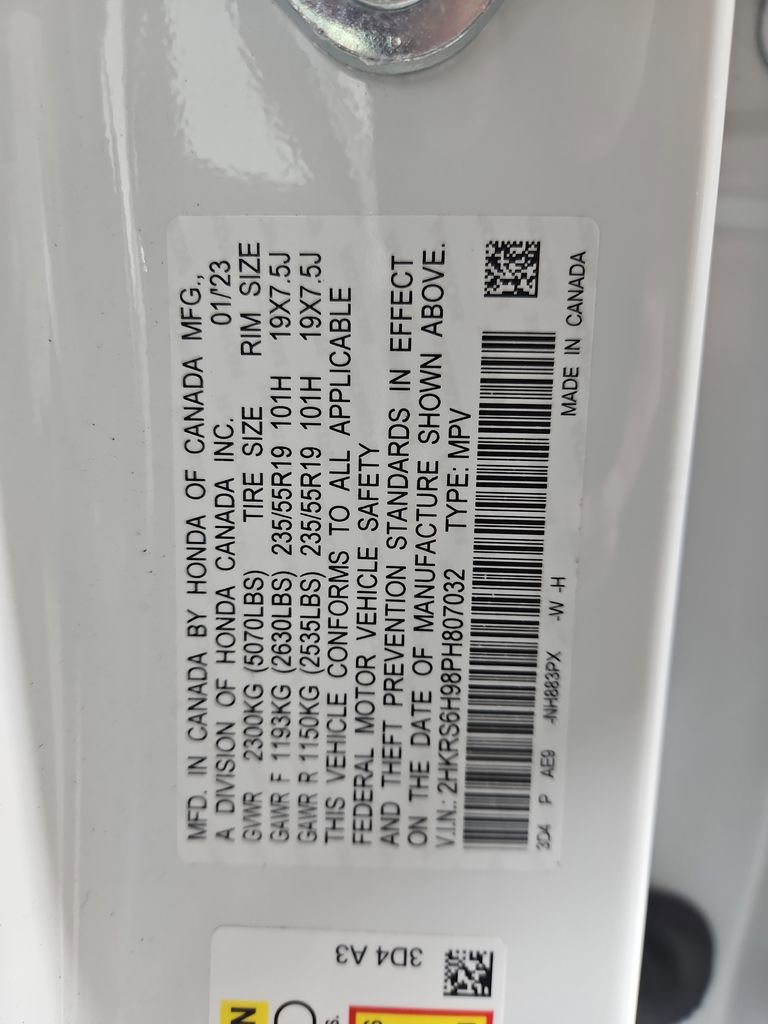 MFD. IN CANADA BY HONDA OF CANADA MFG.,
A DIVISION OF HONDA CANADA INC. 01/'23
GVWR 2300KG (5070LBS) TIRE SIZE RIM SIZE
GAWR F 1193KG (2630LBS) 235/55R19 101H 19X7.5J
GAWR R 1150KG (2535LBS) 235/55R19 101H 19X7.5J
THIS VEHICLE CONFORMS TO ALL APPLICABLE
FEDERAL MOTOR VEHICLE SAFETY
AND THEFT PREVENTION STANDARDS IN EFFECT
ON THE DATE OF MANUFACTURE SHOWN ABOVE.
V.I.N.: 2HKRS6H98PH807032 TYPE: MPV
3D4 P AE9 -NH883PX -W -H
MADE IN CANADA
3D4 A3